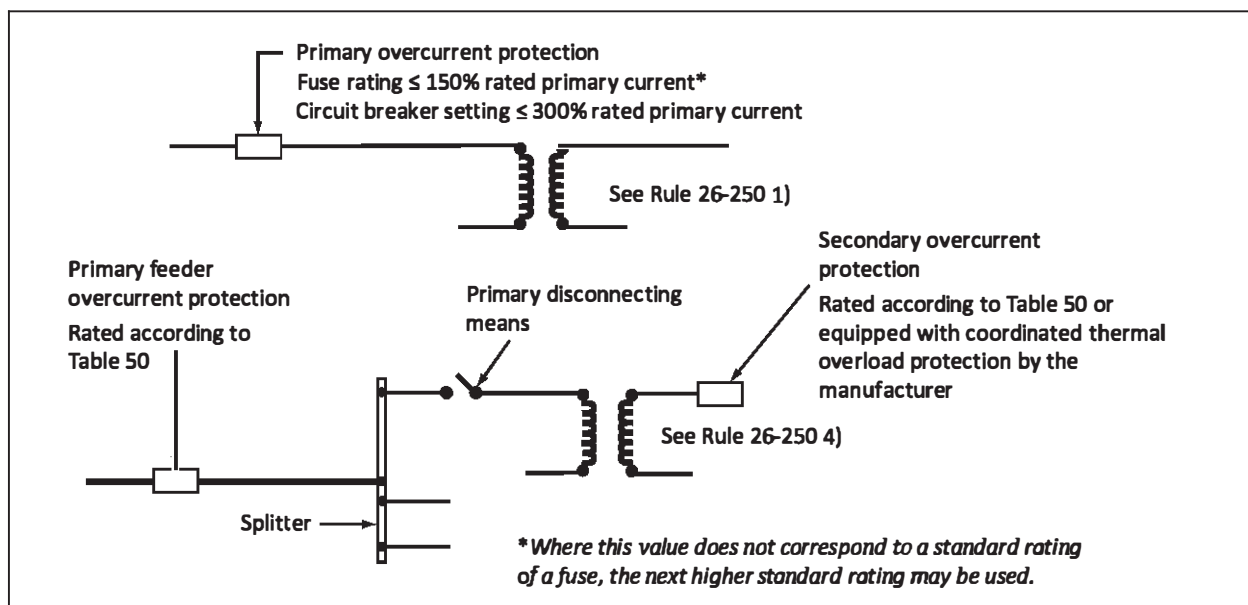 Primary overcurrent protection
Fuse rating ≤ 150% rated primary current*
Circuit breaker setting ≤ 300% rated primary current
See Rule 26-250 1)
Primary feeder
overcurrent protection
Rated according to
Table 50
Primary disconnecting
means
Secondary overcurrent
protection
Rated according to Table 50 or
equipped with coordinated thermal
overload protection by the
manufacturer
See Rule 26-250 4)
Splitter
*Where this value does not correspond to a standard rating
of a fuse, the next higher standard rating may be used.